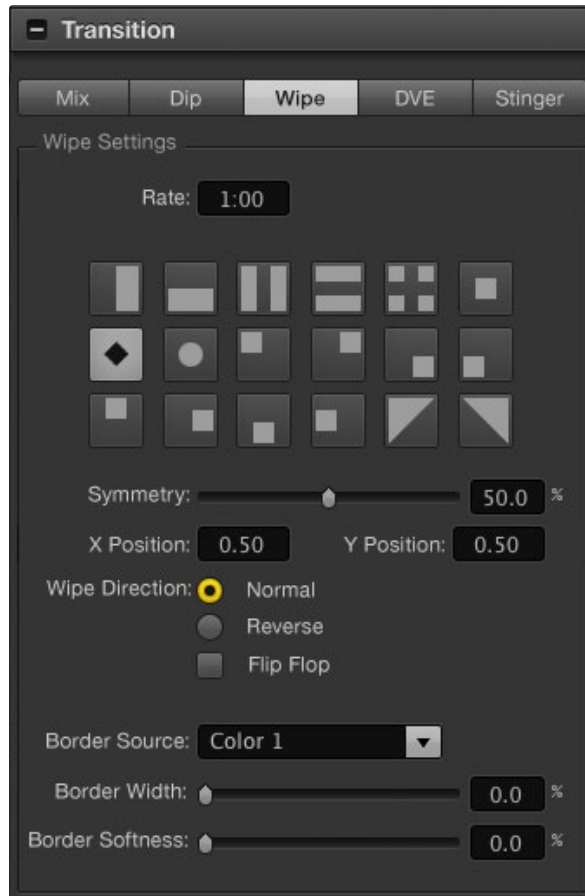 Transition
Mix Dip Wipe DVE Stinger
Wipe Settings
Rate: 1:00
Symmetry: 50.0 %
X Position: 0.50 Y Position: 0.50
Wipe Direction: Normal
Reverse
Flip Flop
Border Source: Color 1
Border Width: 0.0 %
Border Softness: 0.0 %